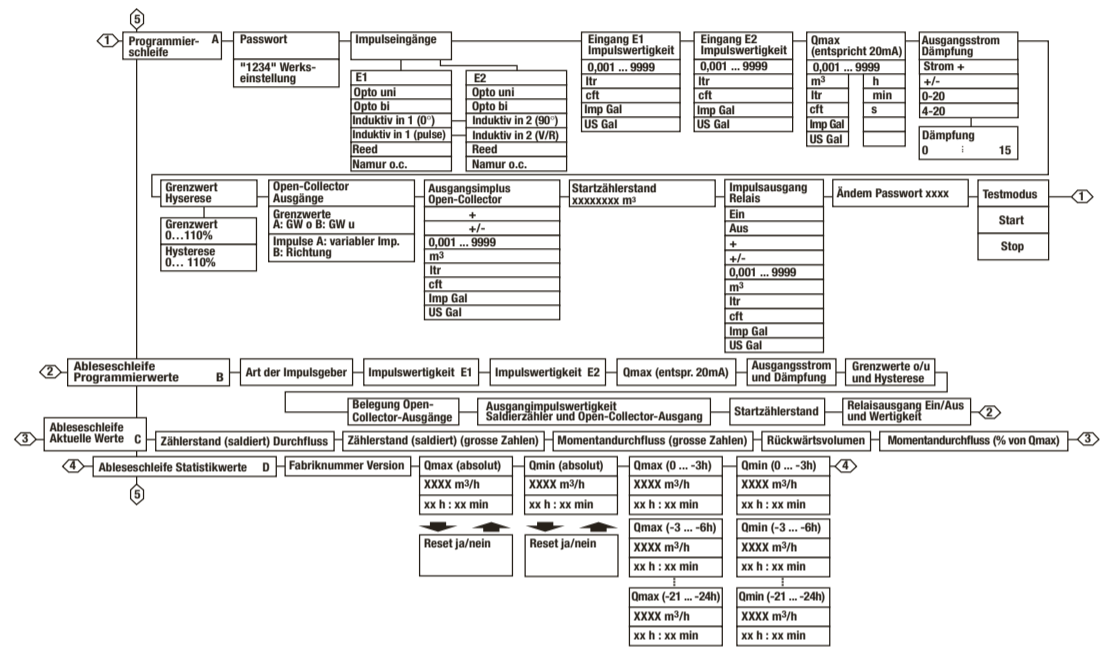 5
1
Programmier-
schleife
A
Passwort
"1234" Werks-
einstellung
Impulseingänge
E1
Opto uni
Opto bi
Induktiv in 1 (0°)
Induktiv in 1 (pulse)
Reed
Namur o.c.
E2
Opto uni
Opto bi
Induktiv in 2 (90°)
Induktiv in 2 (V/R)
Reed
Namur o.c.
Eingang E1
Impulswertigkeit
0,001 ... 9999
ltr
cft
Imp Gal
US Gal
Eingang E2
Impulswertigkeit
0,001 ... 9999
ltr
cft
Imp Gal
US Gal
Qmax
(entspricht 20mA)
0,001 ... 9999
m³ h
ltr min
cft s
Imp Gal
US Gal
Ausgangsstrom
Dämpfung
Strom +
+/-
0-20
4-20
Dämpfung
0 : 15
Grenzwert
Hyserese
Grenzwert
0...110%
Hysterese
0... 110%
Open-Collector
Ausgänge
Grenzwerte
A: GW o B: GW u
Impulse A: variabler Imp.
B: Richtung
Ausgangsimplus
Open-Collector
+
+/-
0,001 ... 9999
m³
ltr
cft
Imp Gal
US Gal
Startzählerstand
xxxxxxxx m³
Impulsausgang
Relais
Ein
Aus
+
+/-
0,001 ... 9999
m³
ltr
cft
Imp Gal
US Gal
Ändem Passwort xxxx
Testmodus
Start
Stop
1
2
Ableseschleife
Programmierwerte B
Art der Impulsgeber
Impulswertigkeit E1
Impulswertigkeit E2
Qmax (entspr. 20mA)
Ausgangsstrom
und Dämpfung
Grenzwerte o/u
und Hysterese
Belegung Open-
Collector-Ausgänge
Ausgangimpulswertigkeit
Saldierzähler und Open-Collector-Ausgang
Startzählerstand
Relaisausgang Ein/Aus
und Wertigkeit
2
3
Ableseschleife
Aktuelle Werte C
Zählerstand (saldiert) Durchfluss
Zählerstand (saldiert) (grosse Zahlen)
Momentandurchfluss (grosse Zahlen)
Rückwärtsvolumen
Momentandurchfluss (% von Qmax)
3
4
Ableseschleife Statistikwerte D
Fabriknummer Version
Qmax (absolut)
XXXX m³/h
xx h : xx min
Reset ja/nein
Qmin (absolut)
XXXX m³/h
xx h : xx min
Reset ja/nein
Qmax (0 ... -3h)
XXXX m³/h
xx h : xx min
Qmax (-3 ... -6h)
XXXX m³/h
xx h : xx min
Qmax (-21 ... -24h)
XXXX m³/h
xx h : xx min
Qmin (0 ... -3h)
XXXX m³/h
xx h : xx min
Qmin (-3 ... -6h)
XXXX m³/h
xx h : xx min
Qmin (-21 ... -24h)
XXXX m³/h
xx h : xx min
4
5